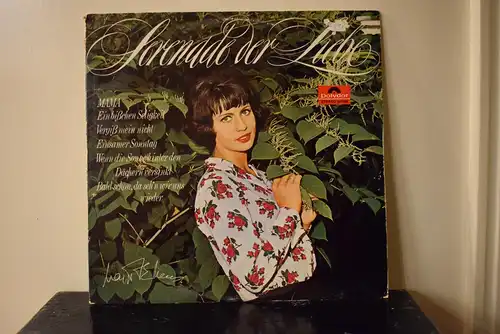 Serenade der Liebe
Polydor
MAMA
Ein bißchen Seligkeit
Vergiß mein nicht
Einsamer Sonntag
Wenn die Sonne hinter den
Dächern versinkt
Bald schon, da seh'n wir uns
wieder